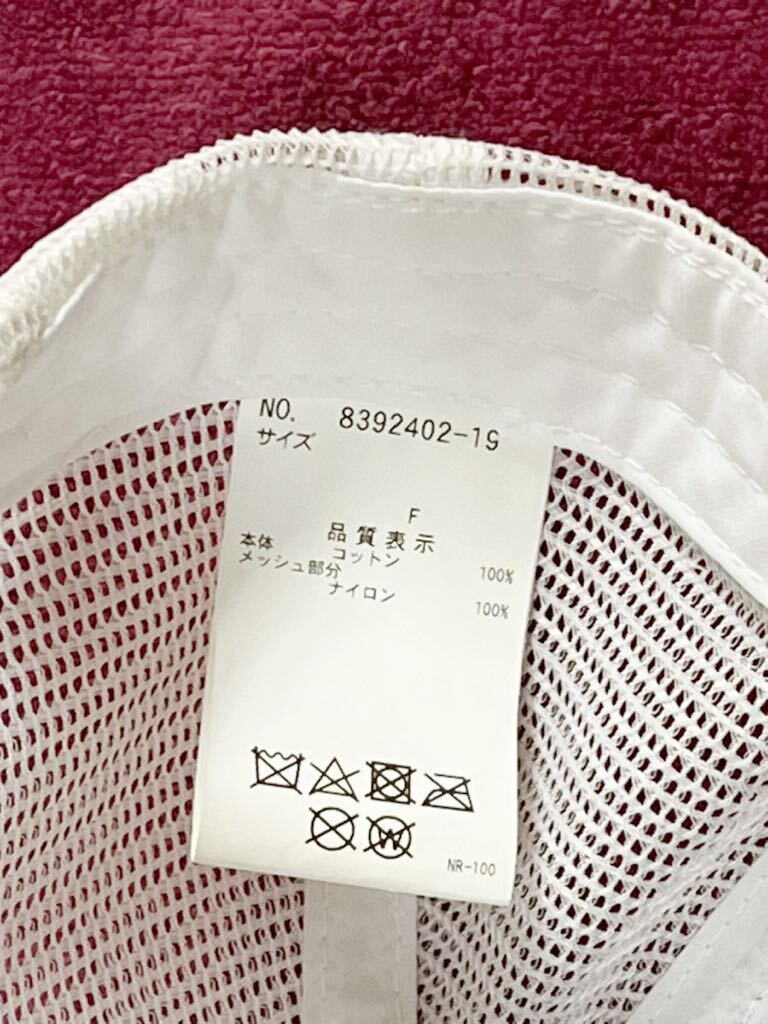 NO. 8392402-19
サイズ
F
品質表示
本体 コットン 100%
メッシュ部分
ナイロン 100%
W
NR-100